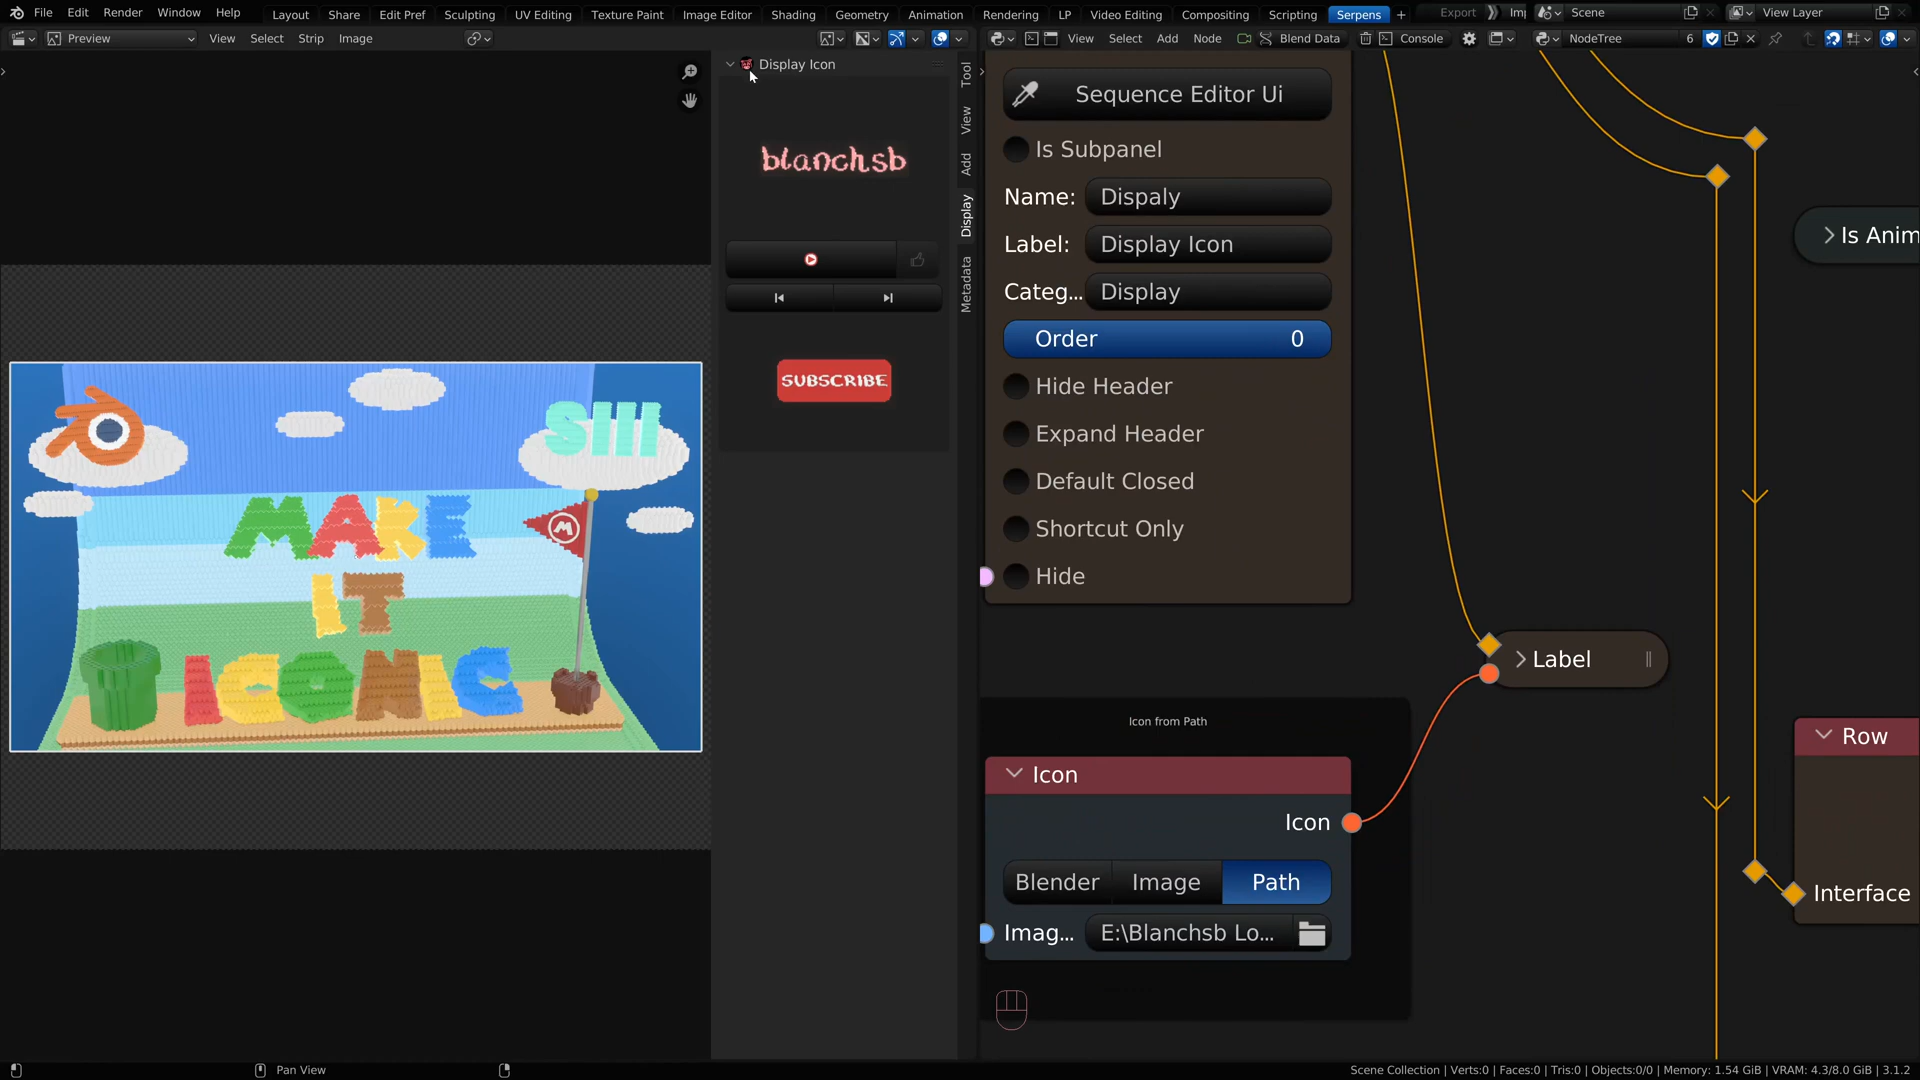 File Edit Render Window Help Layout Share Edit Pref Sculpting UV Editing Texture Paint Image Editor Shading Geometry Animation Rendering LP Video Editing Compositing Scripting Serpens + Export Scene View Layer
Preview View Select Strip Image
View Select Add Node Blend Data Console NodeTree 6
Display Icon
blanchsb
SUBSCRIBE
Tool
View
Add
Display
Metadata
SIII
MAKE
M
IT
ICONIC
Sequence Editor Ui
Is Subpanel
Name: Dispaly
Label: Display Icon
Categ... Display
Order 0
Hide Header
Expand Header
Default Closed
Shortcut Only
Hide
Is Anim
Label
Icon from Path
Icon
Icon
Blender Image Path
Imag... E:\Blanchsb Lo...
Row
Interface
Pan View
Scene Collection | Verts:0 | Faces:0 | Tris:0 | Objects:0/0 | Memory: 1.54 GiB | VRAM: 4.3/8.0 GiB | 3.1.2